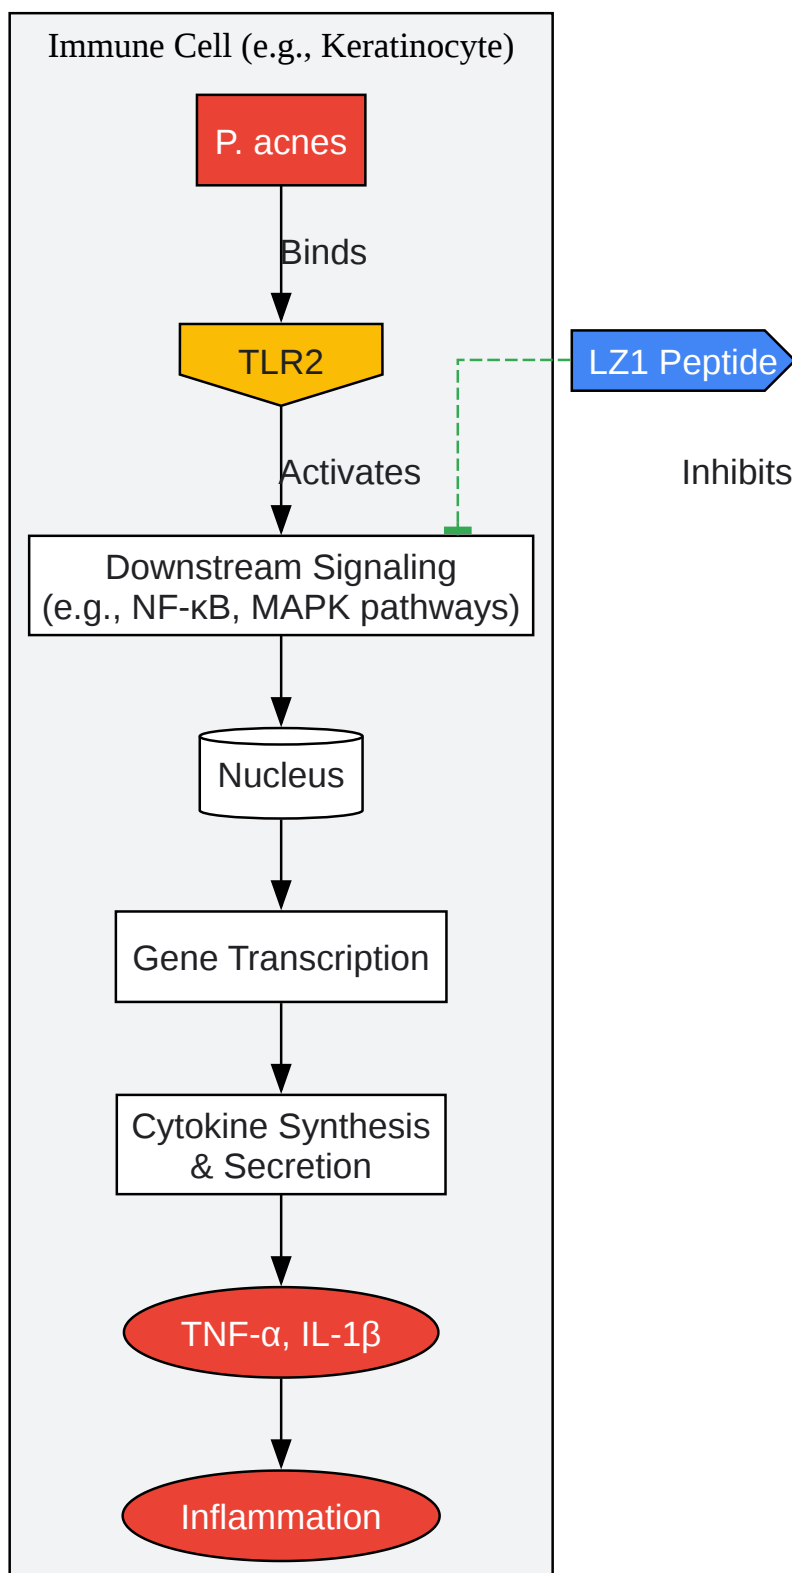 Immune Cell (e.g., Keratinocyte)
P. acnes
Binds
TLR2
LZ1 Peptide
Activates
Inhibits
Downstream Signaling
(e.g., NF-κB, MAPK pathways)
Nucleus
Gene Transcription
Cytokine Synthesis
& Secretion
TNF-α, IL-1β
Inflammation